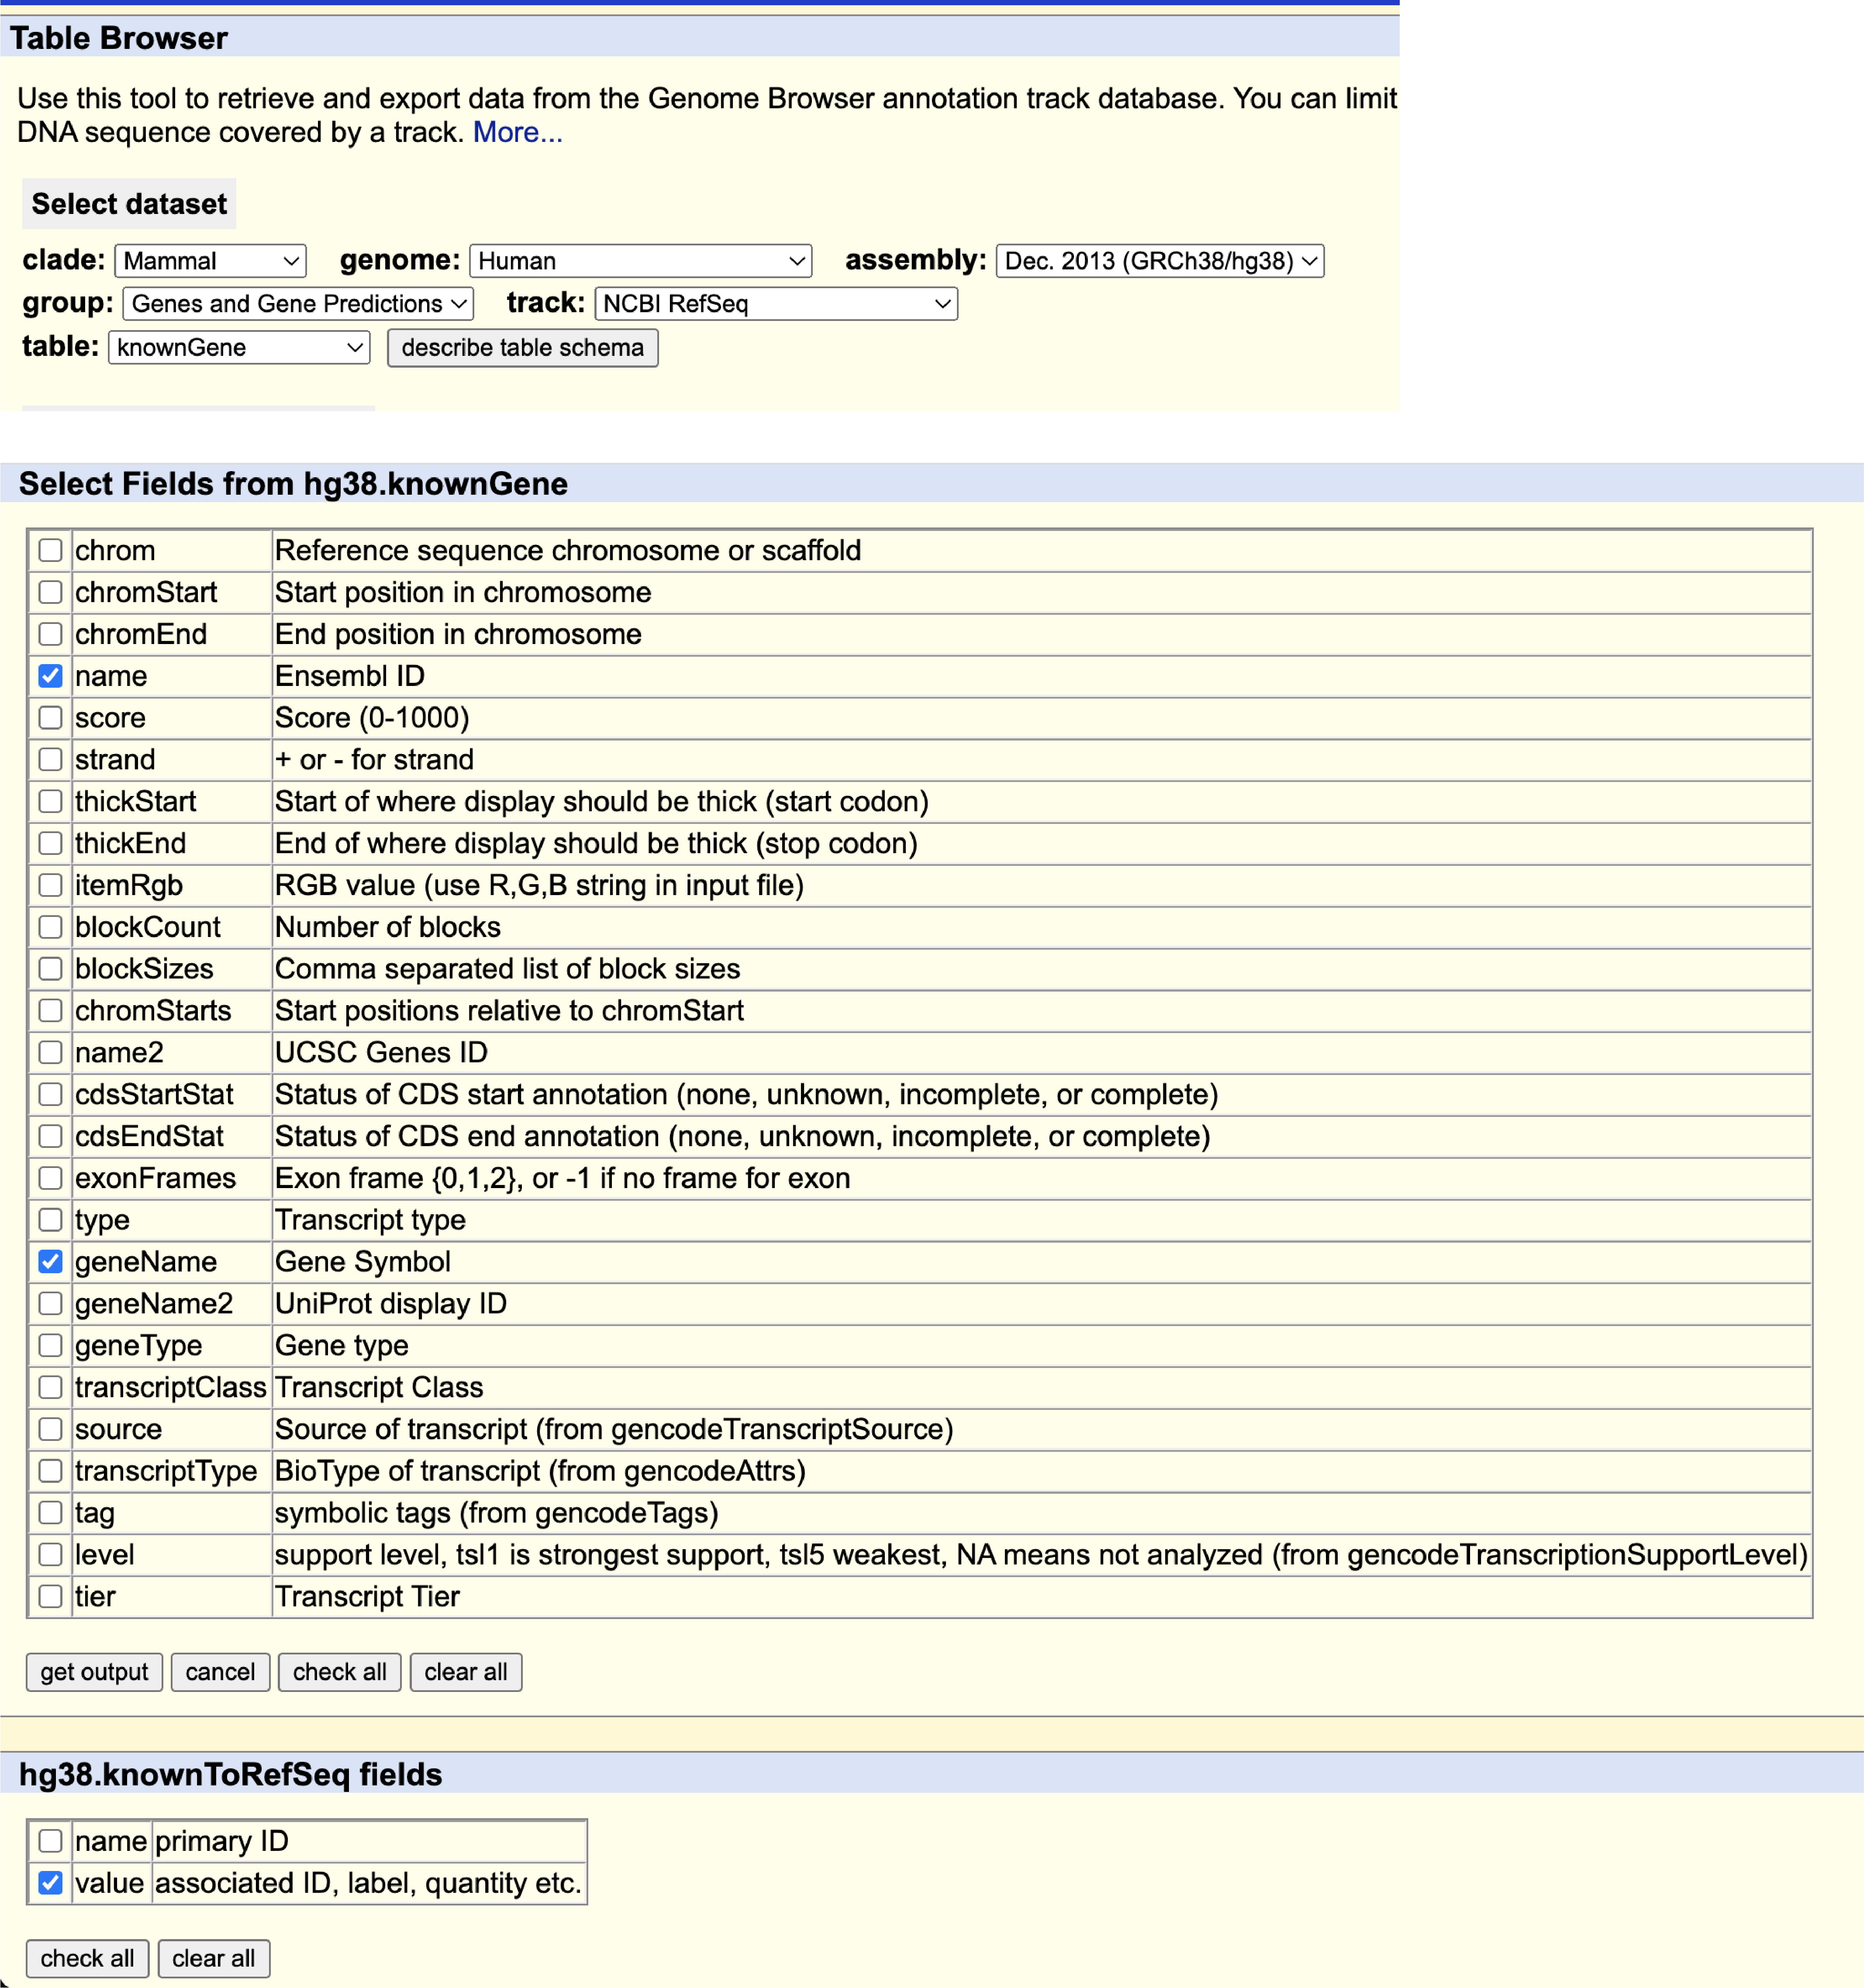 Table Browser
Use this tool to retrieve and export data from the Genome Browser annotation track database. You can limit
DNA sequence covered by a track. More...
Select dataset
clade: Mammal genome: Human assembly: Dec. 2013 (GRCh38/hg38)
group: Genes and Gene Predictions track: NCBI RefSeq
table: knownGene describe table schema
Select Fields from hg38.knownGene
chrom Reference sequence chromosome or scaffold
chromStart Start position in chromosome
chromEnd End position in chromosome
name Ensembl ID
score Score (0-1000)
strand + or - for strand
thickStart Start of where display should be thick (start codon)
thickEnd End of where display should be thick (stop codon)
itemRgb RGB value (use R,G,B string in input file)
blockCount Number of blocks
blockSizes Comma separated list of block sizes
chromStarts Start positions relative to chromStart
name2 UCSC Genes ID
cdsStartStat Status of CDS start annotation (none, unknown, incomplete, or complete)
cdsEndStat Status of CDS end annotation (none, unknown, incomplete, or complete)
exonFrames Exon frame {0,1,2}, or -1 if no frame for exon
type Transcript type
geneName Gene Symbol
geneName2 UniProt display ID
geneType Gene type
transcriptClass Transcript Class
source Source of transcript (from gencodeTranscriptSource)
transcriptType BioType of transcript (from gencodeAttrs)
tag symbolic tags (from gencodeTags)
level support level, tsl1 is strongest support, tsl5 weakest, NA means not analyzed (from gencodeTranscriptionSupportLevel)
tier Transcript Tier
get output cancel check all clear all
hg38.knownToRefSeq fields
name primary ID
value associated ID, label, quantity etc.
check all clear all